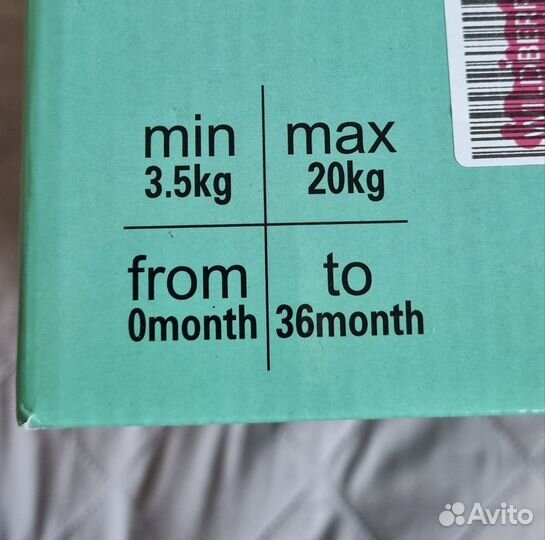 min max
3.5kg 20kg
from to
0month 36month
Avito